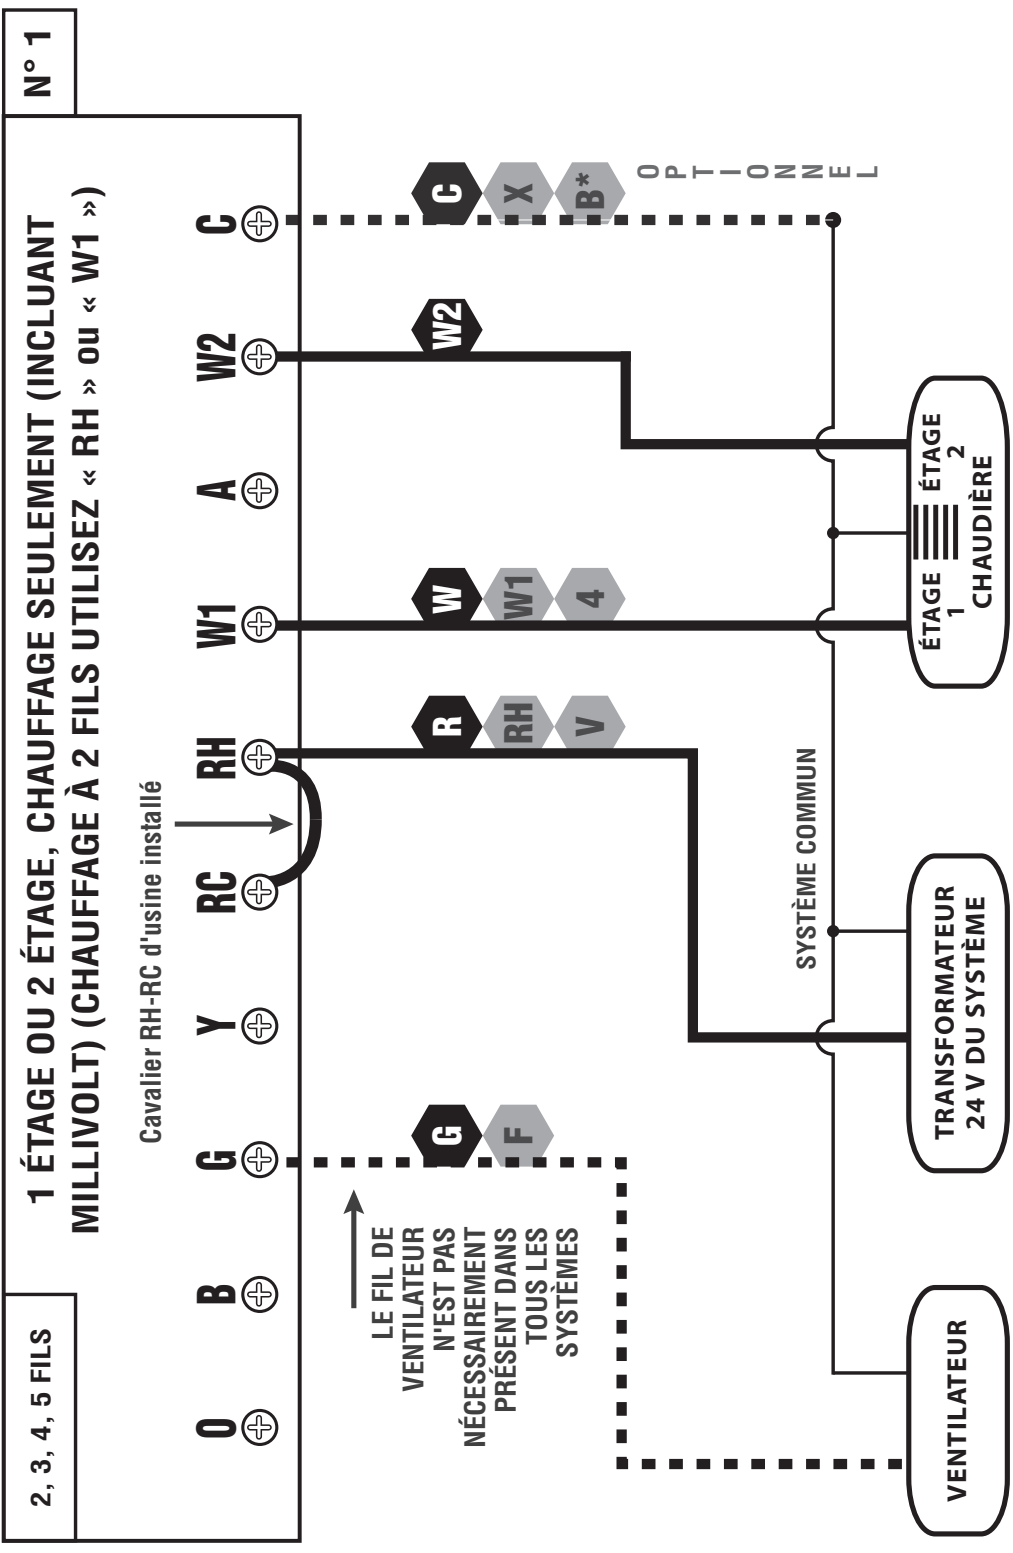 2, 3, 4, 5 FILS
1 ÉTAGE OU 2 ÉTAGE, CHAUFFAGE SEULEMENT (INCLUANT
MILLIVOLT) (CHAUFFAGE À 2 FILS UTILISEZ « RH » ou « W1 »)
N° 1
Cavalier RH-RC d'usine installé
O B G Y RC RH W1 A W2 C
LE FIL DE
VENTILATEUR
N'EST PAS
NÉCESSAIREMENT
PRÉSENT DANS
TOUS LES
SYSTÈMES
G
F
R
RH
V
W
W1
4
W2
C
X
B*
OPTIONNEL
SYSTÈME COMMUN
VENTILATEUR
TRANSFORMATEUR
24 V DU SYSTÈME
ÉTAGE
1
ÉTAGE
2
CHAUDIÈRE